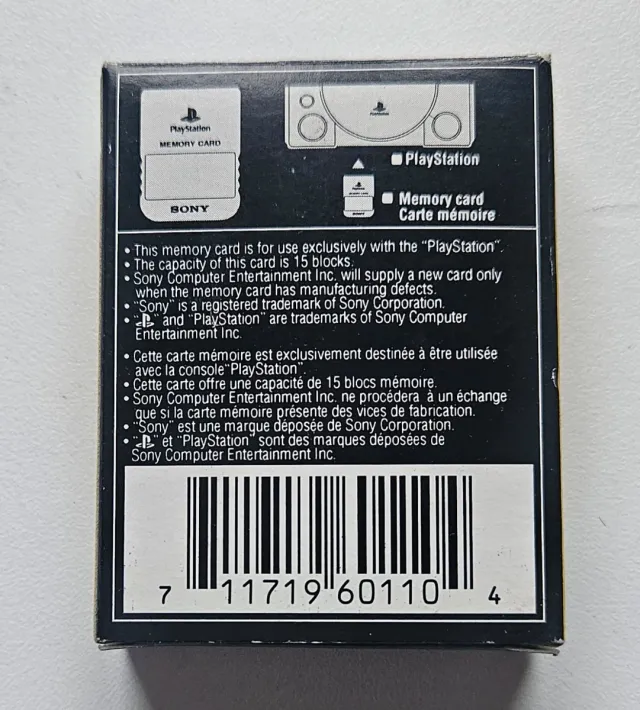 PlayStation
MEMORY CARD
SONY
PlayStation
Memory card
Carte mémoire
• This memory card is for use exclusively with the "PlayStation".
• The capacity of this card is 15 blocks.
• Sony Computer Entertainment Inc. will supply a new card only
when the memory card has manufacturing defects.
• "Sony" is a registered trademark of Sony Corporation.
• " " and "PlayStation" are trademarks of Sony Computer
Entertainment Inc.
• Cette carte mémoire est exclusivement destinée à être utilisée
avec la console"PlayStation".
• Cette carte offre une capacité de 15 blocs mémoire.
• Sony Computer Entertainment Inc. ne procédera à un échange
que si la carte mémoire présente des vices de fabrication.
• "Sony" est une marque déposée de Sony Corporation.
• " " et "PlayStation" sont des marques déposées de
Sony Computer Entertainment Inc.
7 11719 60110 4